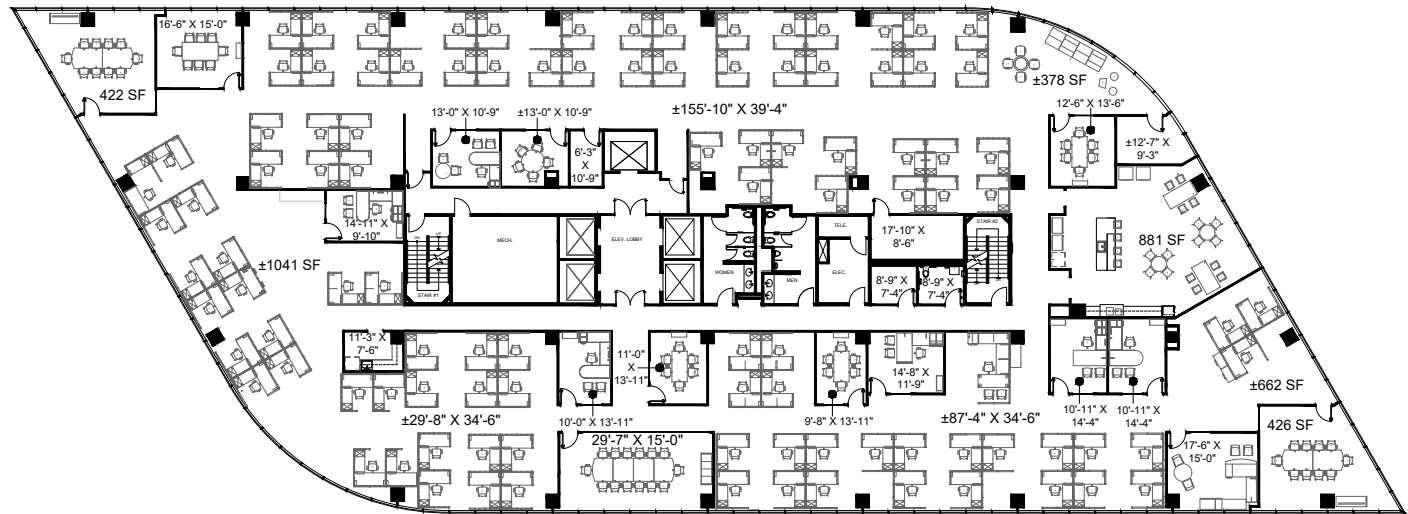 16'-6" X 15'-0"
422 SF
±378 SF
±155'-10" X 39'-4"
13'-0" X 10'-9"
±13'-0" X 10'-9"
6'-3"
X
10'-9"
12'-6" X 13'-6"
±12'-7" X
9'-3"
14'-11" X
9'-10"
±1041 SF
DN
UP
STAIR #1
MECH.
ELEV. LOBBY
WOMEN
MEN
TELE.
ELEC.
17'-10" X
8'-6"
8'-9" X
7'-4"
8'-9" X
7'-4"
STAIR #2
881 SF
11'-3" X
7'-6"
±29'-8" X 34'-6"
10'-0" X 13'-11"
11'-0"
X
13'-11"
29'-7" X 15'-0"
9'-8" X 13'-11"
14'-8" X
11'-9"
±87'-4" X 34'-6"
10'-11" X
14'-4"
10'-11" X
14'-4"
±662 SF
17'-6" X
15'-0"
426 SF